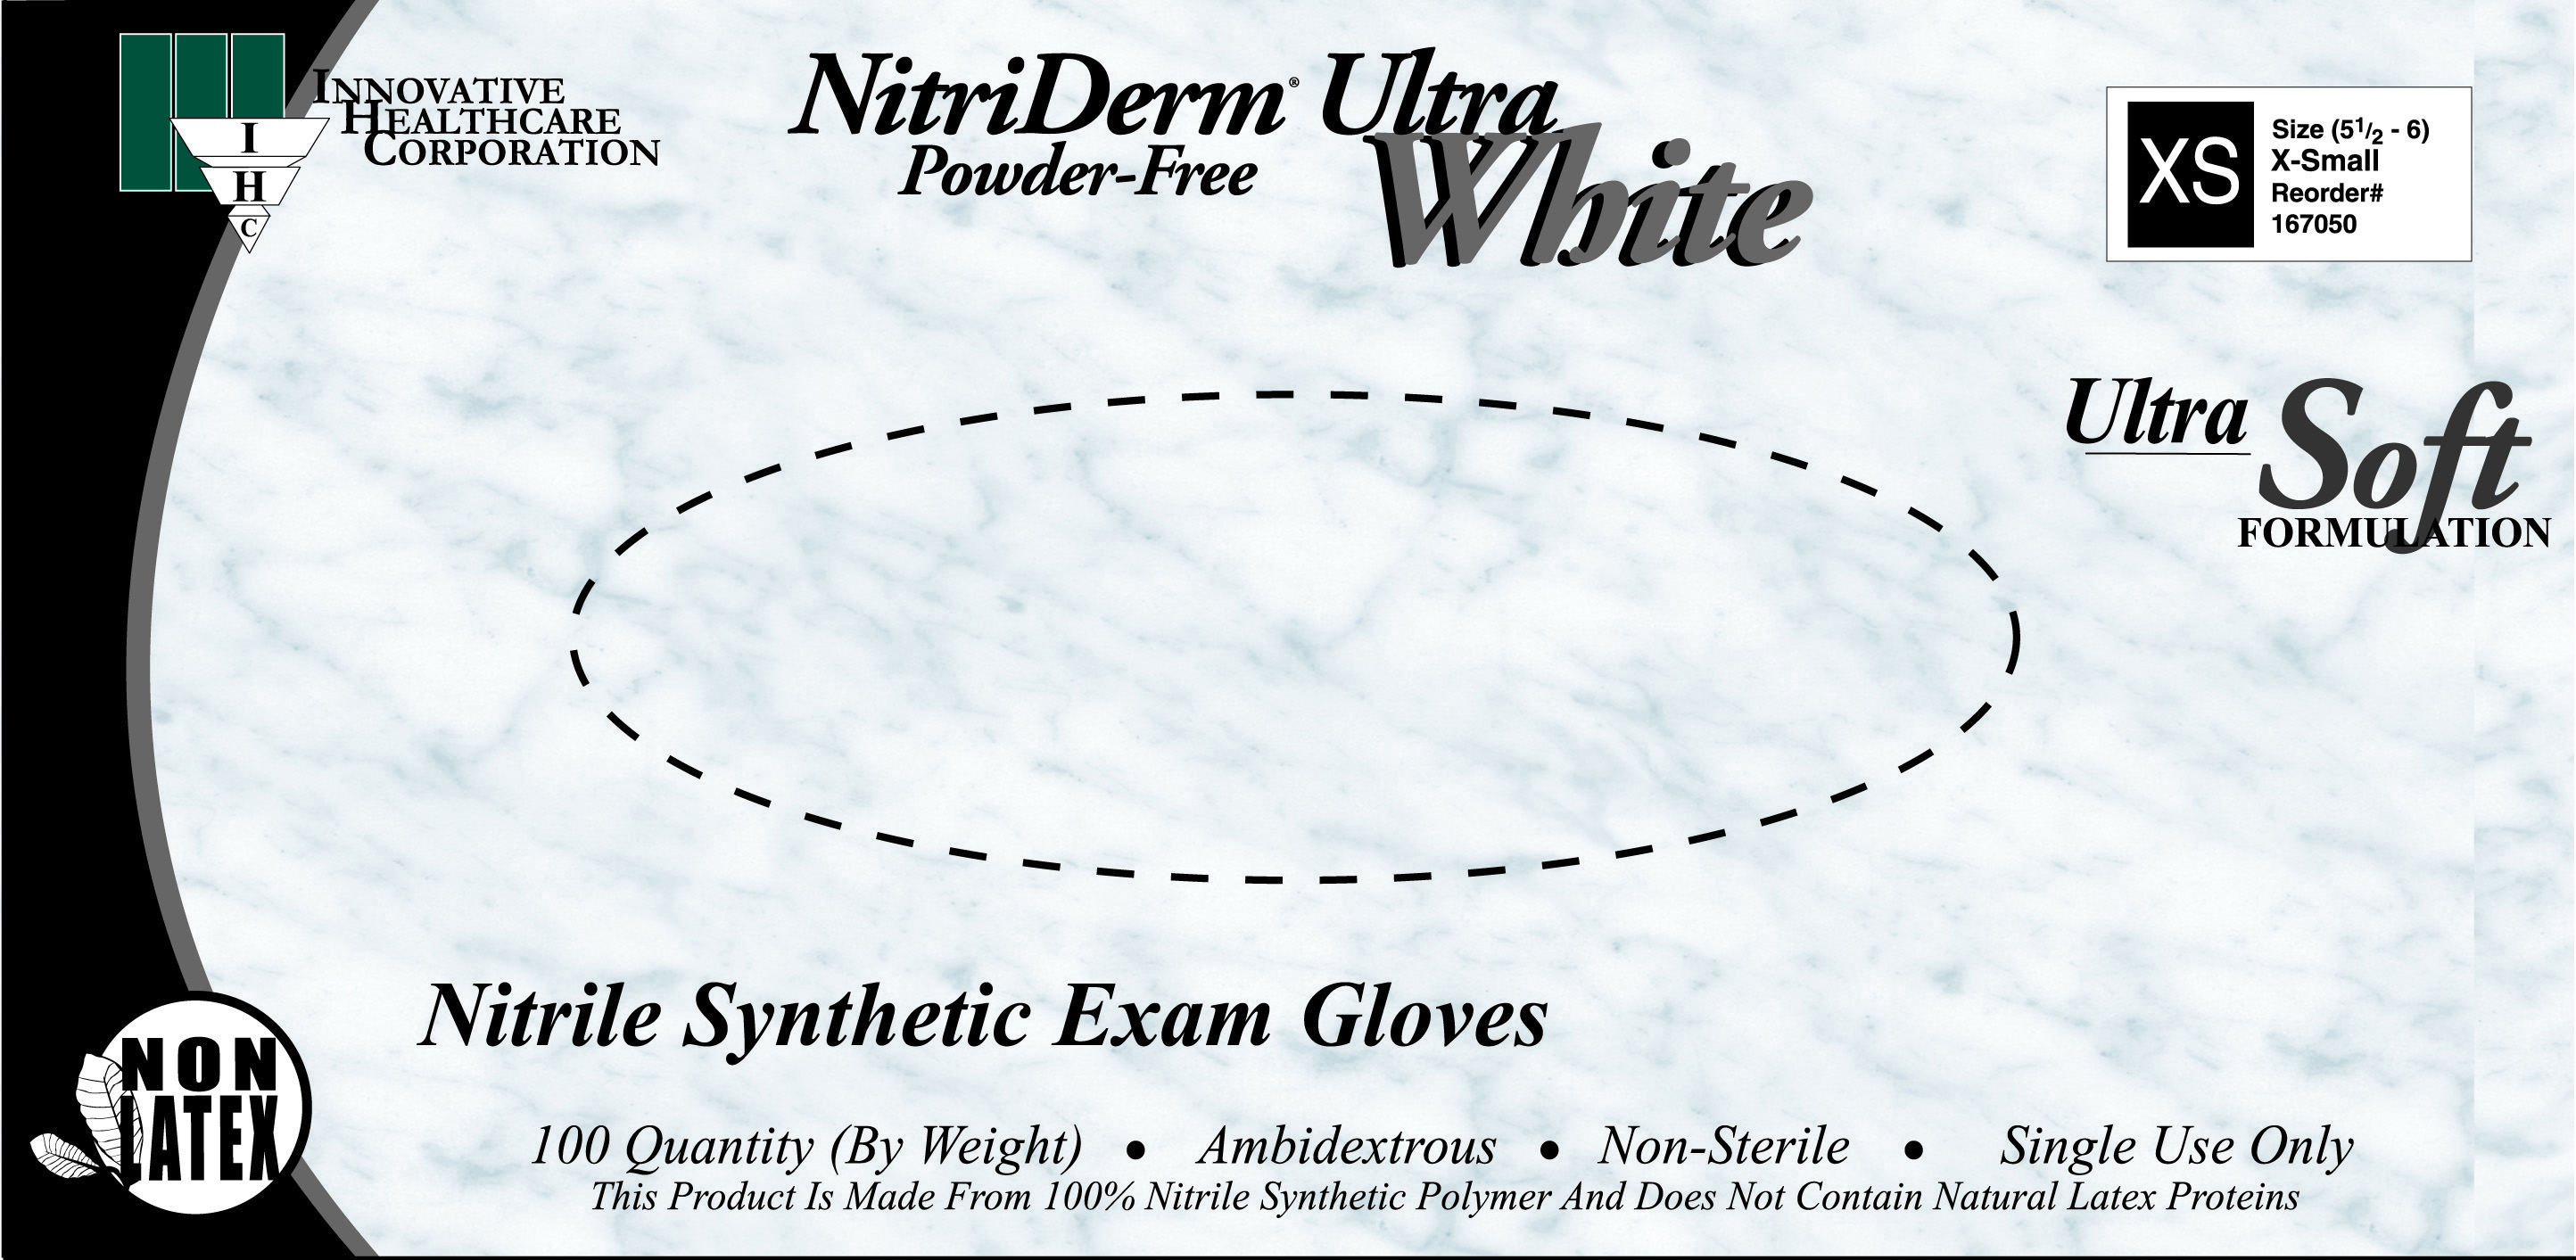 INNOVATIVE
HEALTHCARE
CORPORATION
I
H
C
NitriDerm® Ultra
Powder-Free
White
XS
Size (5 1/2 - 6)
X-Small
Reorder#
167050
Ultra Soft
FORMULATION
Nitrile Synthetic Exam Gloves
NON
LATEX
100 Quantity (By Weight) • Ambidextrous • Non-Sterile • Single Use Only
This Product Is Made From 100% Nitrile Synthetic Polymer And Does Not Contain Natural Latex Proteins